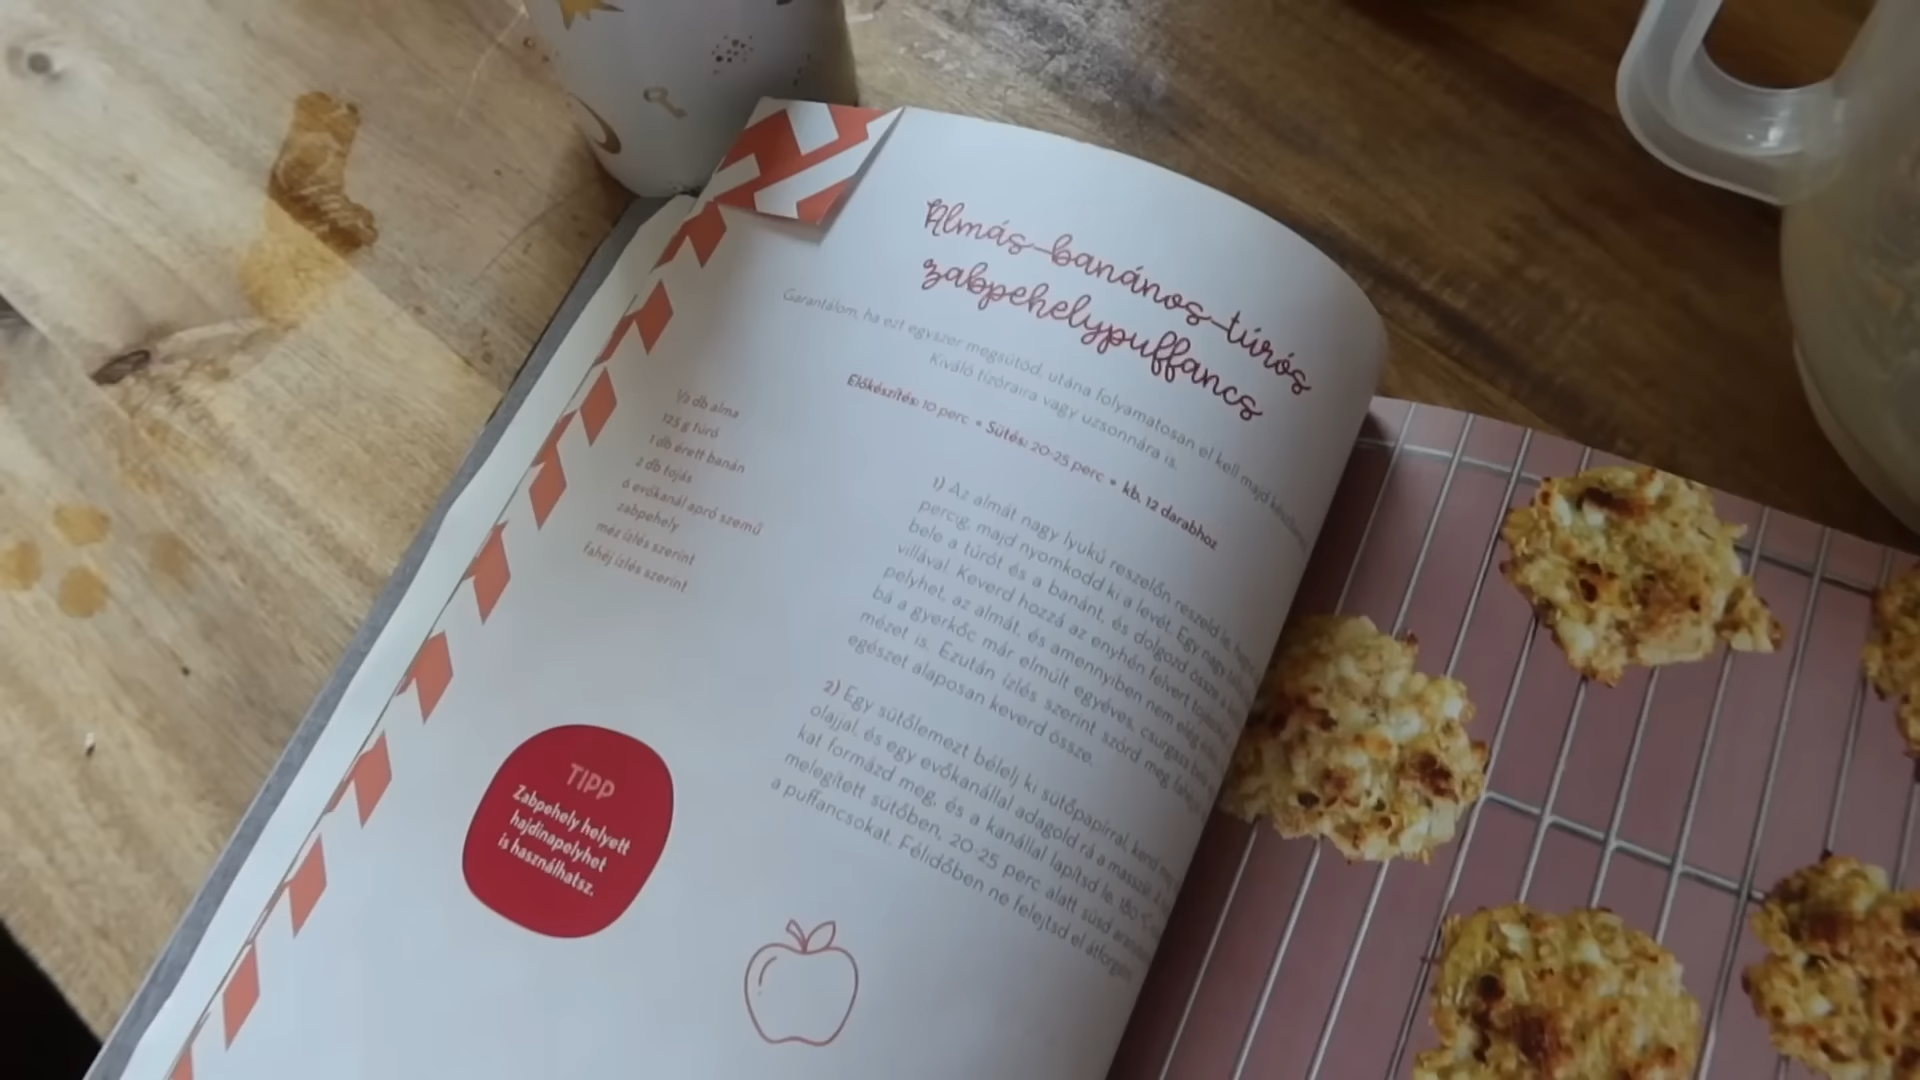 Almás-banános-túrós
zabpehelypuffancs
Garantálom, ha ezt egyszer megsütöd, utána folyamatosan el kell majd
Kiváló tízóraira vagy uzsonnára is.
Előkészítés: 10 perc • Sütés: 20-25 perc • kb. 12 darabhoz
½ db alma
125 g túró
1 db érett banán
2 db tojás
6 evőkanál apró szemű
zabpehely
méz ízlés szerint
fahéj ízlés szerint
1) Az almát nagy lyukú reszelőn reszeld le,
percig, majd nyomkodd ki a levét. Egy nagy
bele a túrót és a banánt, és dolgozd össze a
villával. Keverd hozzá az enyhén felvert
pelyhet, az almát, és amennyiben nem elég
bá a gyerkőc már elmúlt egyéves, csurgass
mézet is. Ezután ízlés szerint szórd meg
egészet alaposan keverd össze.
2) Egy sütőlemezt bélelj ki sütőpapírral, kend
olajjal, és egy evőkanállal adagold rá a masszát.
kat formázd meg, és a kanállal lapítsd le. 180 °C
melegített sütőben, 20-25 perc alatt süsd
a puffancsokat. Félidőben ne felejtsd el
TIPP
Zabpehely helyett
hajdinapelyhet
is használhatsz.